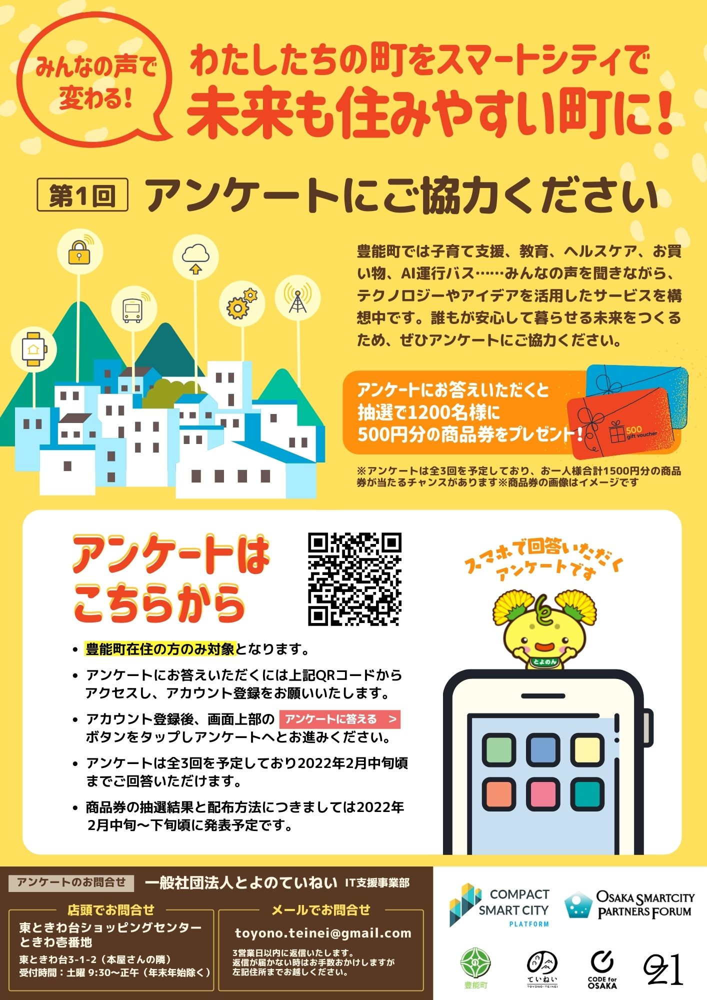 みんなの声で
変わる！
わたしたちの町をスマートシティで
未来も住みやすい町に！
第1回
アンケートにご協力ください
豊能町では子育て支援、教育、ヘルスケア、お買
い物、AI運行バス……みんなの声を聞きながら、
テクノロジーやアイデアを活用したサービスを構
想中です。誰もが安心して暮らせる未来をつくる
ため、ぜひアンケートにご協力ください。
アンケートにお答えいただくと
抽選で1200名様に
500円分の商品券をプレゼント！
500
gift voucher
※アンケートは全3回を予定しており、お一人様合計1500円分の商品
券が当たるチャンスがあります※商品券の画像はイメージです
アンケートは
こちらから
スマホで回答いただく
アンケートです
とよのん
• 豊能町在住の方のみ対象となります。
• アンケートにお答えいただくには上記QRコードから
アクセスし、アカウント登録をお願いいたします。
• アカウント登録後、画面上部の アンケートに答える >
ボタンをタップしアンケートへとお進みください。
• アンケートは全3回を予定しており2022年2月中旬頃
までご回答いただけます。
• 商品券の抽選結果と配布方法につきましては2022年
2月中旬～下旬頃に発表予定です。
アンケートのお問合せ 一般社団法人とよのていねい IT支援事業部
店頭でお問合せ
東ときわ台ショッピングセンター
ときわ壱番地
東ときわ台3-1-2（本屋さんの隣）
受付時間：土曜 9:30～正午（年末年始除く）
メールでお問合せ
toyono.teinei@gmail.com
3営業日以内に返信いたします。
返信が届かない時はお手数おかけしますが
左記住所までお越しください。
COMPACT
SMART CITY
PLATFORM
OSAKA SMARTCITY
PARTNERS FORUM
豊能町
ていねい
TOYONO-TEINEI
CODE for
OSAKA